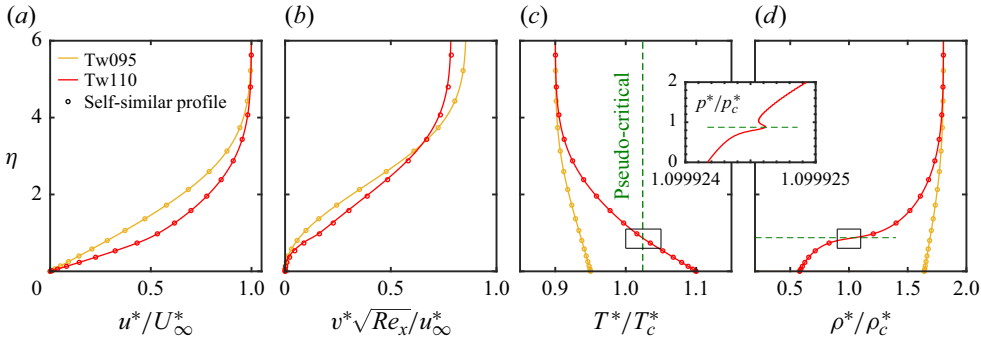 (a) (b) (c) (d)
6
Tw095
Tw110
Self-similar profile
4
η
2
0
0 0.5 1.0
u*/U*∞
0 0.5 1.0
v*√Re_x/u*∞
Pseudo-critical
0.9 1.0 1.1
T*/T*c
2
p*/p*c
1
0
1.099924 1.099925
0.5 1.0 1.5 2.0
ρ*/ρ*c